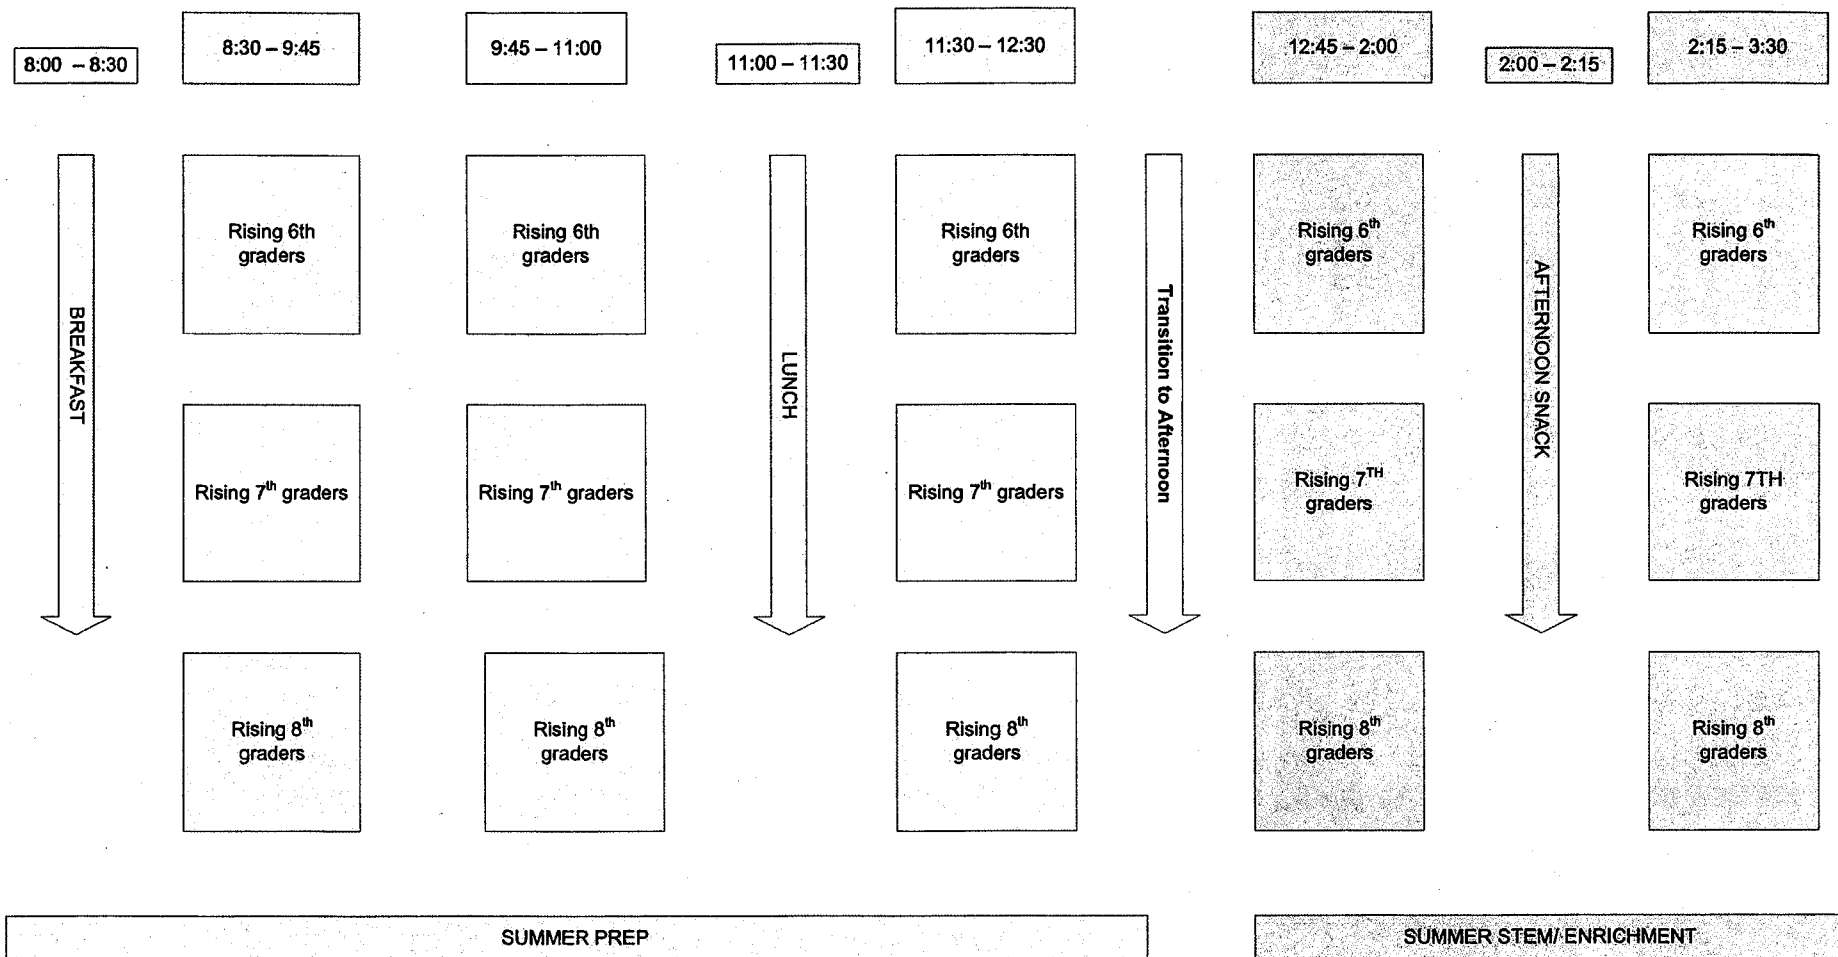 8:00 – 8:30
8:30 – 9:45
9:45 – 11:00
11:00 – 11:30
11:30 – 12:30
12:45 – 2:00
2:00 – 2:15
2:15 – 3:30
BREAKFAST
Rising 6th
graders
Rising 6th
graders
LUNCH
Rising 6th
graders
Transition to Afternoon
Rising 6th
graders
AFTERNOON SNACK
Rising 6th
graders
Rising 7th graders
Rising 7th graders
Rising 7th graders
Rising 7TH
graders
Rising 7TH
graders
Rising 8th
graders
Rising 8th
graders
Rising 8th
graders
Rising 8th
graders
Rising 8th
graders
SUMMER PREP
SUMMER STEM/ ENRICHMENT